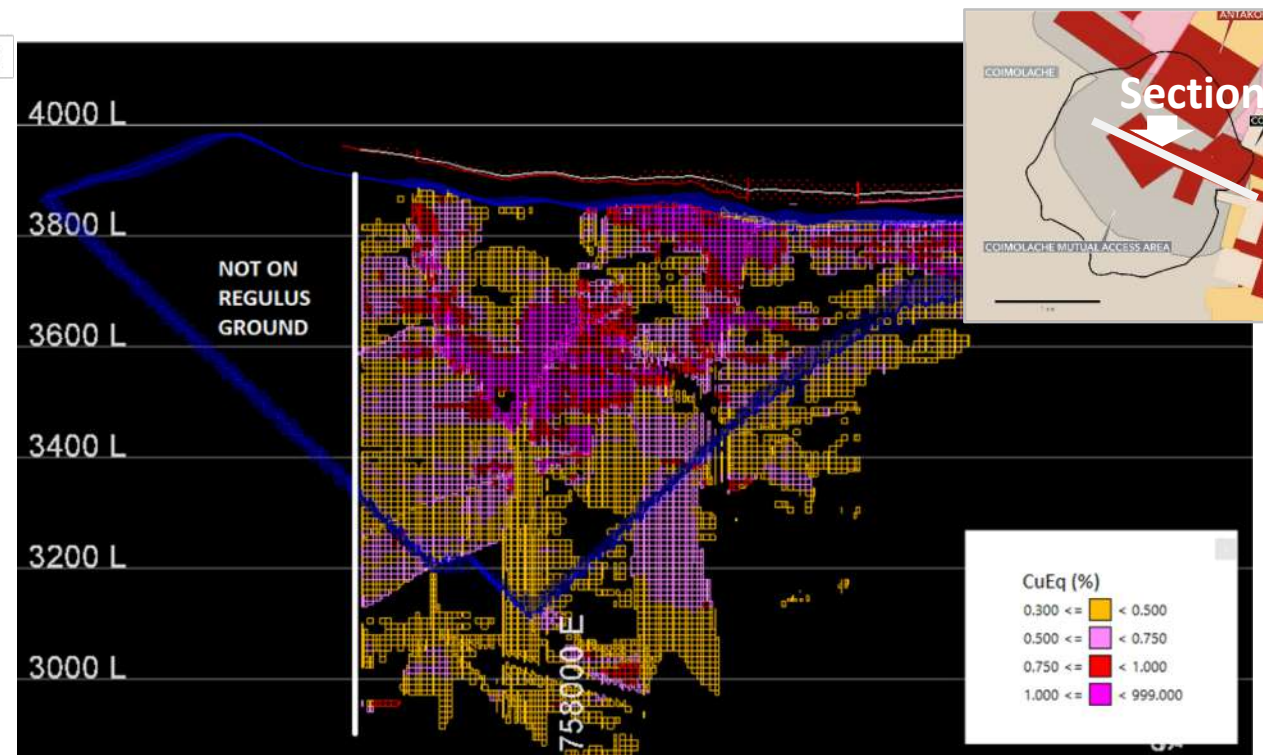 4000 L
3800 L
3600 L
3400 L
3200 L
3000 L
NOT ON
REGULUS
GROUND
758000 E
COIMOLACHE
Section
COIMOLACHE MUTUAL ACCESS AREA
CuEq (%)
0.300 <= < 0.500
0.500 <= < 0.750
0.750 <= < 1.000
1.000 <= < 999.000